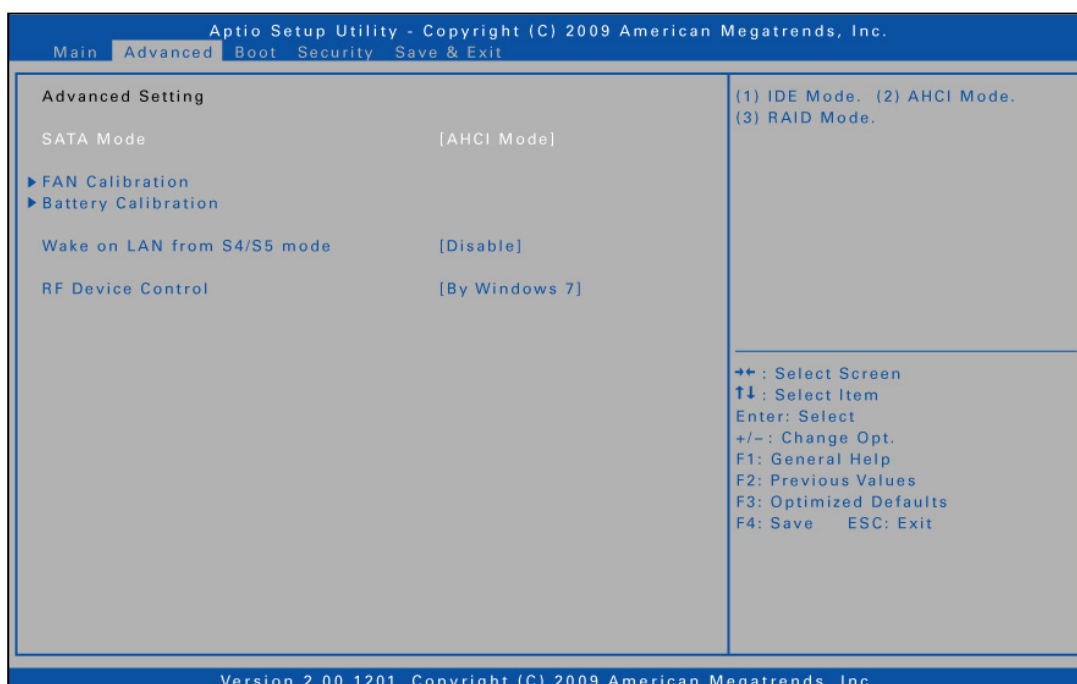 Aptio Setup Utility - Copyright (C) 2009 American Megatrends, Inc.
Main Advanced Boot Security Save & Exit
Advanced Setting
SATA Mode [AHCI Mode]
▶ FAN Calibration
▶ Battery Calibration
Wake on LAN from S4/S5 mode [Disable]
RF Device Control [By Windows 7]
(1) IDE Mode. (2) AHCI Mode.
(3) RAID Mode.
→← : Select Screen
↑↓ : Select Item
Enter: Select
+/– : Change Opt.
F1: General Help
F2: Previous Values
F3: Optimized Defaults
F4: Save ESC: Exit
Version 2.00.1201. Copyright (C) 2009 American Megatrends, Inc.